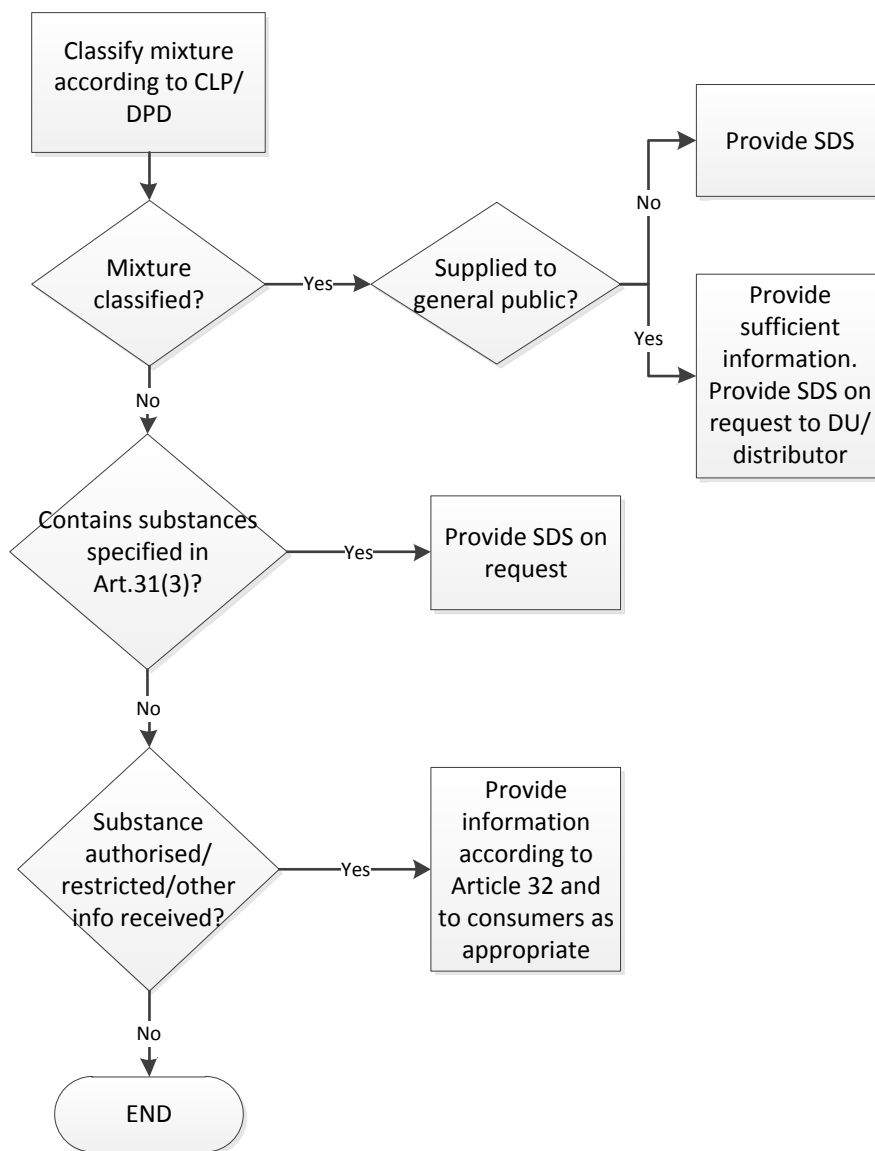 Classify mixture
according to CLP/
DPD
Provide SDS
No
Mixture
classified?
Yes
Supplied to
general public?
Yes
Provide
sufficient
information.
Provide SDS on
request to DU/
distributor
No
Contains substances
specified in
Art.31(3)?
Yes
Provide SDS on
request
No
Substance
authorised/
restricted/other
info received?
Yes
Provide
information
according to
Article 32 and
to consumers as
appropriate
No
END